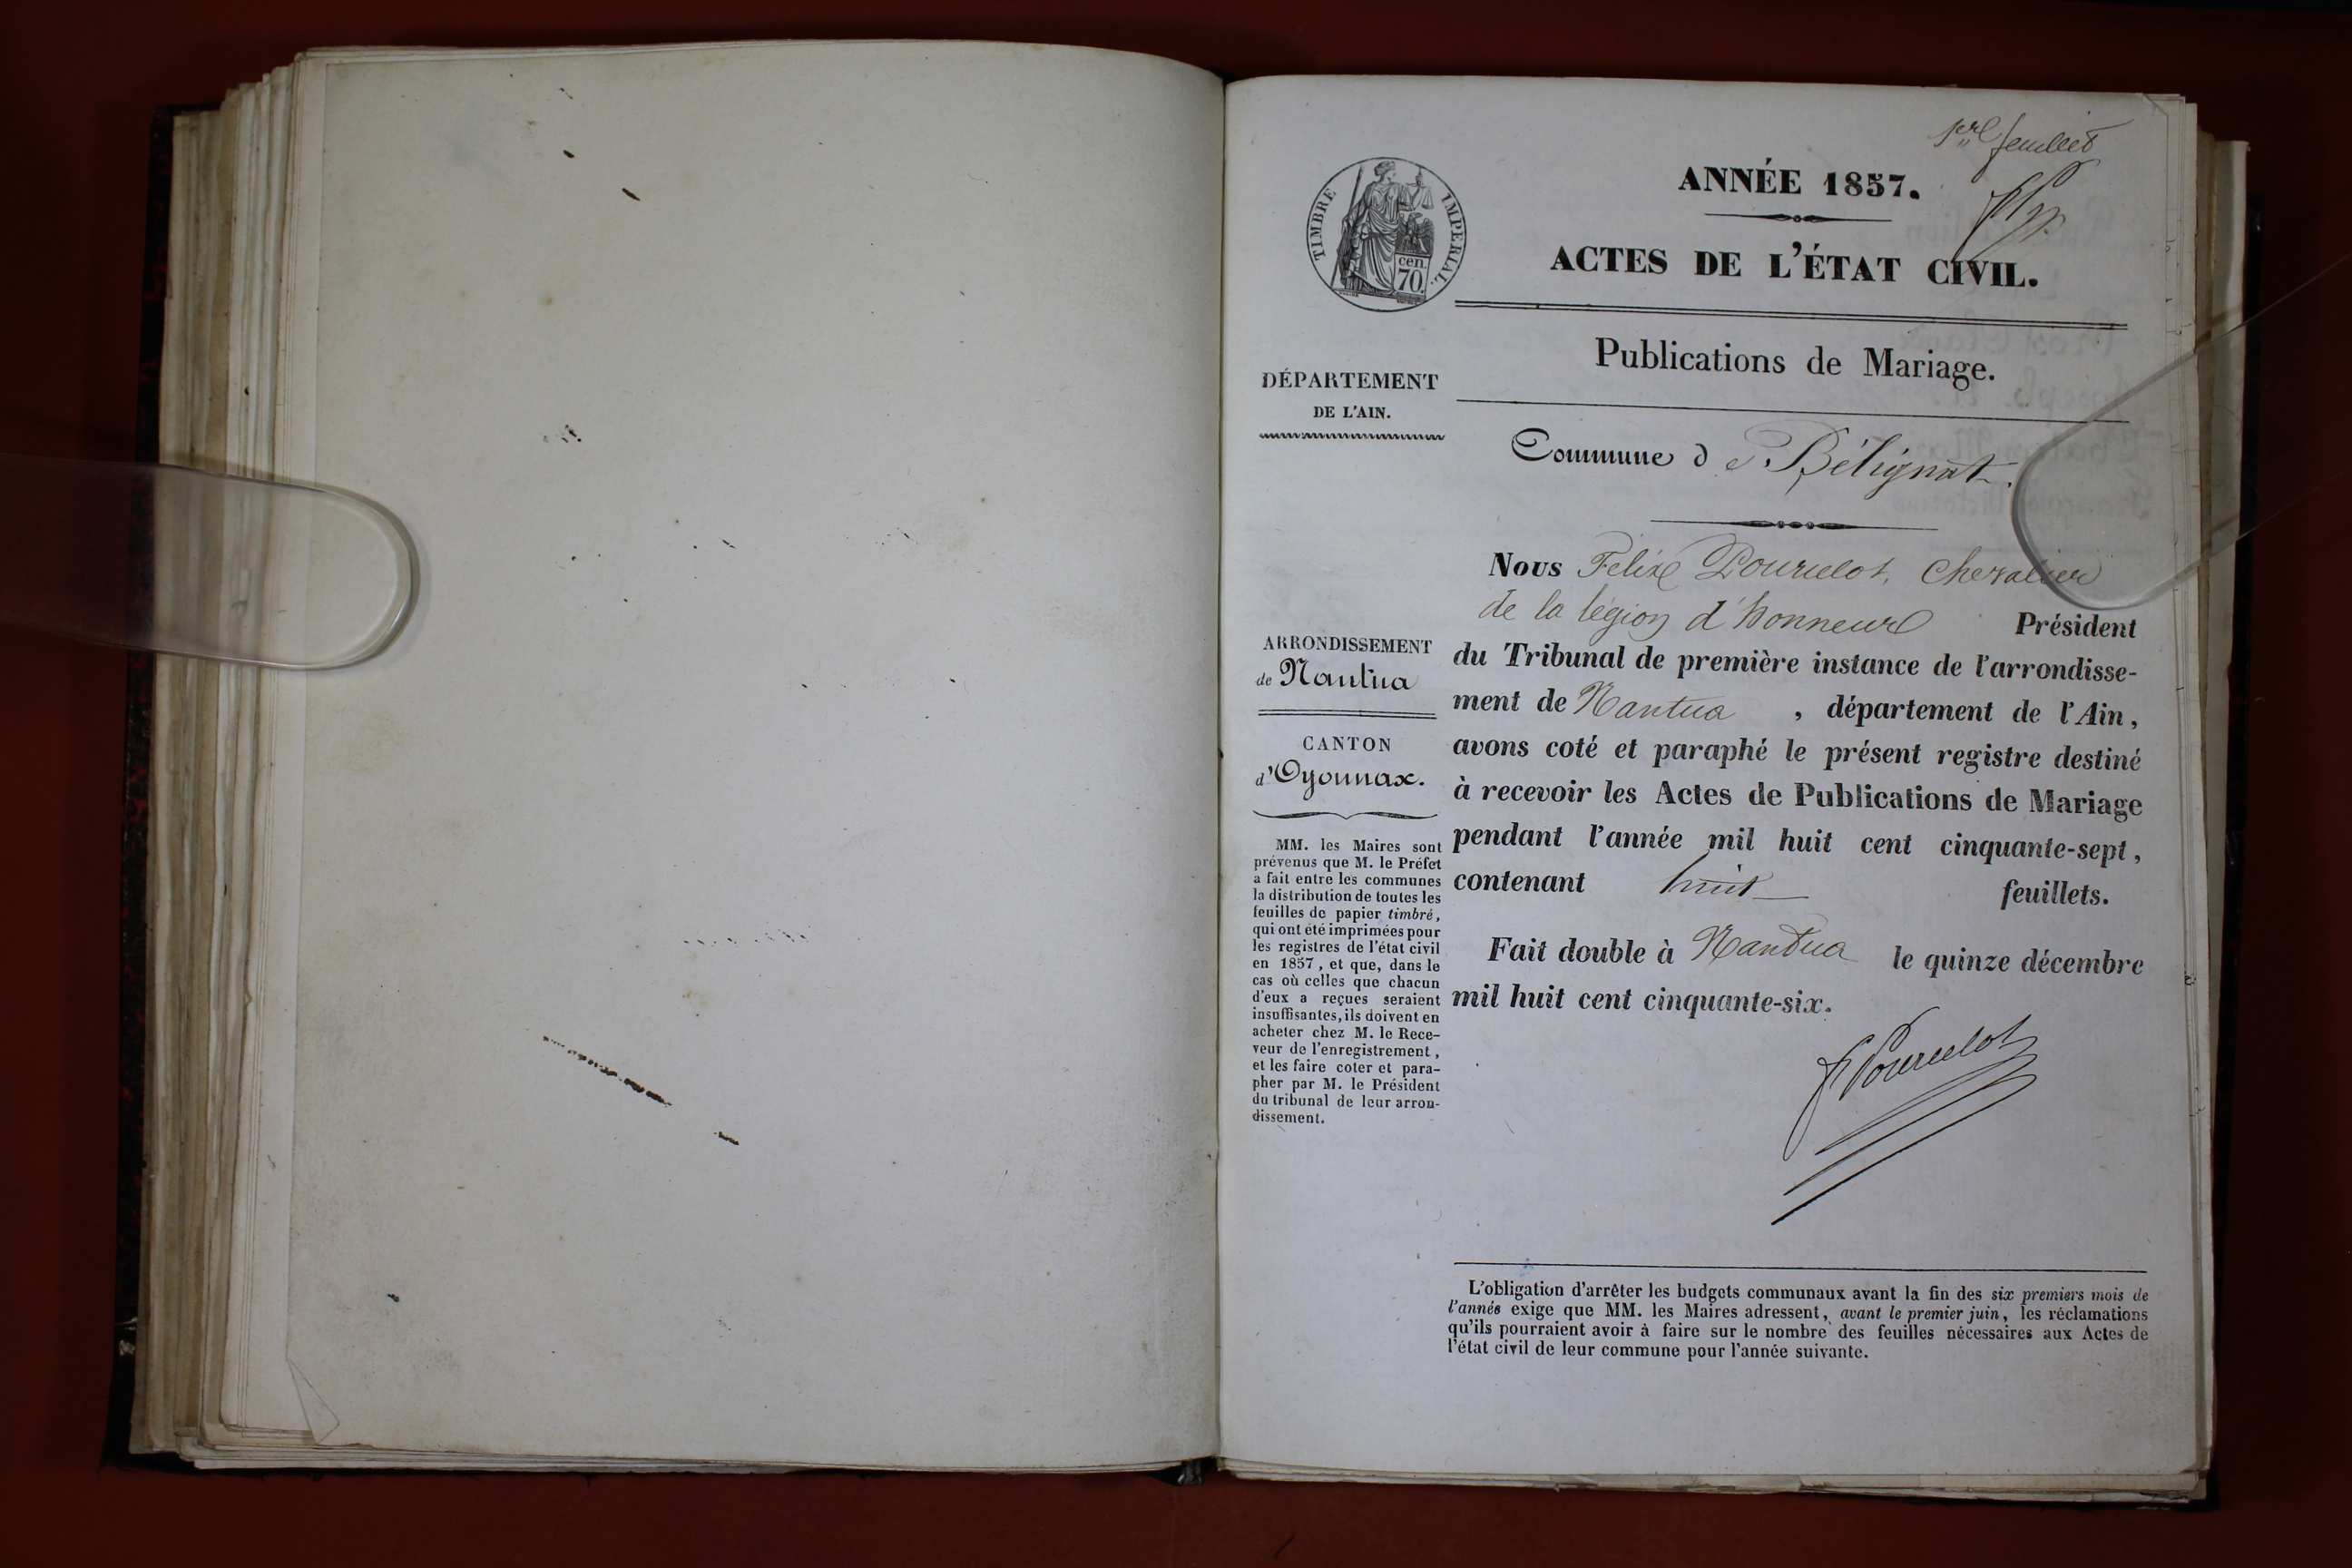 1er feuillet
ANNÉE 1857.
ACTES DE L'ÉTAT CIVIL.
TIMBRE IMPERIAL.
cen.
70.
Publications de Mariage.
DÉPARTEMENT
DE L'AIN.
Commune de Bélignat.
ARRONDISSEMENT
de Nantua
CANTON
d'Oyonnax.
MM. les Maires sont
prévenus que M. le Préfet
a fait entre les communes
la distribution de toutes les
feuilles de papier timbré,
qui ont été imprimées pour
les registres de l'état civil
en 1857, et que, dans le
cas où celles que chacun
d'eux a reçues seraient
insuffisantes, ils doivent en
acheter chez M. le Rece-
veur de l'enregistrement,
et les faire coter et para-
pher par M. le Président
du tribunal de leur arron-
dissement.
Nous Felix Pourcelot, Chevalier
de la légion d'honneur Président
du Tribunal de première instance de l'arrondisse-
ment de Nantua, département de l'Ain,
avons coté et paraphé le présent registre destiné
à recevoir les Actes de Publications de Mariage
pendant l'année mil huit cent cinquante-sept,
contenant huit feuillets.
Fait double à Nantua le quinze décembre
mil huit cent cinquante-six.
F Pourcelot
L'obligation d'arrêter les budgets communaux avant la fin des six premiers mois de
l'année exige que MM. les Maires adressent, avant le premier juin, les réclamations
qu'ils pourraient avoir à faire sur le nombre des feuilles nécessaires aux Actes de
l'état civil de leur commune pour l'année suivante.